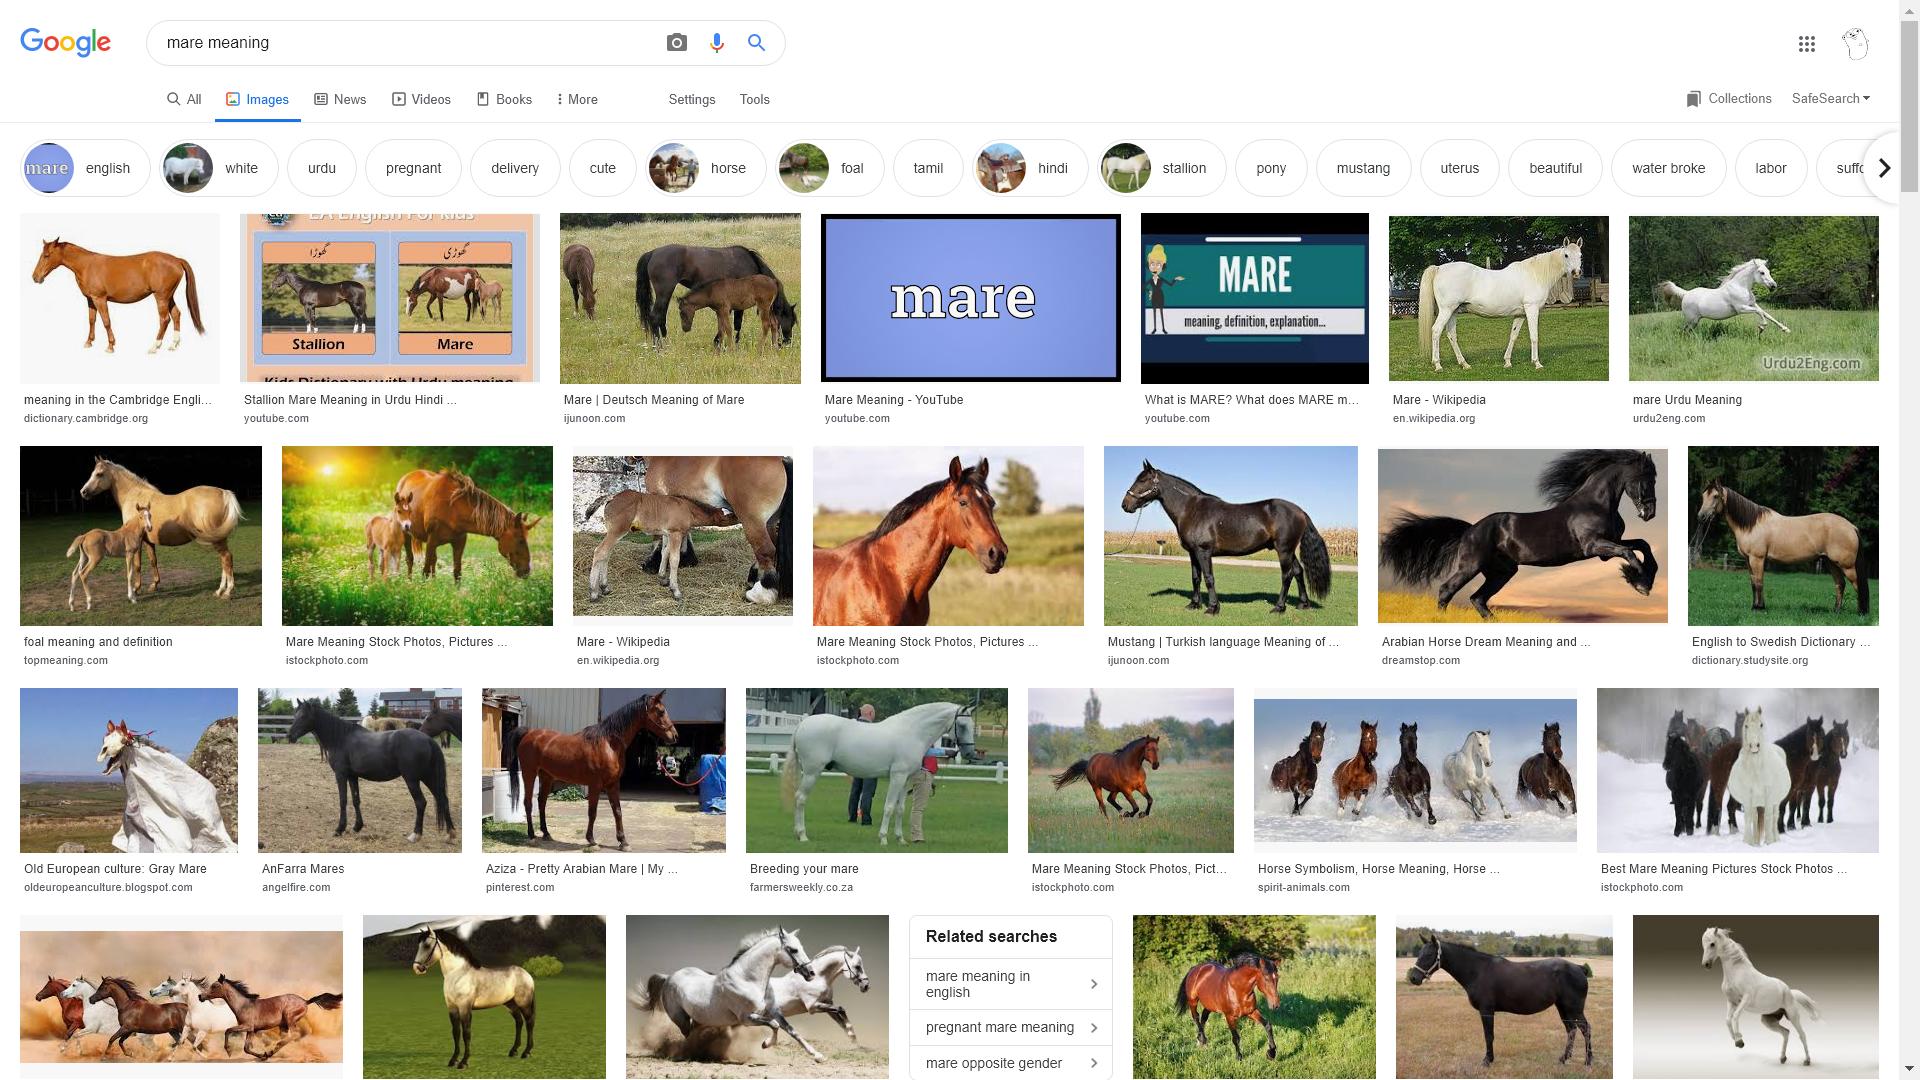 Google
mare meaning
All
Images
News
Videos
Books
More
Settings
Tools
Collections
SafeSearch
mare
english
white
urdu
pregnant
delivery
cute
horse
foal
tamil
hindi
stallion
pony
mustang
uterus
beautiful
water broke
labor
EA English For Kids
گھوڑا
گھوڑی
Stallion
Mare
Kids Dictionary with Urdu meaning
mare
MARE
meaning, definition, explanation...
Urdu2Eng.com
meaning in the Cambridge Engli...
dictionary.cambridge.org
Stallion Mare Meaning in Urdu Hindi ...
youtube.com
Mare | Deutsch Meaning of Mare
ijunoon.com
Mare Meaning - YouTube
youtube.com
What is MARE? What does MARE m...
youtube.com
Mare - Wikipedia
en.wikipedia.org
mare Urdu Meaning
urdu2eng.com
foal meaning and definition
topmeaning.com
Mare Meaning Stock Photos, Pictures ...
istockphoto.com
Mare - Wikipedia
en.wikipedia.org
Mare Meaning Stock Photos, Pictures ...
istockphoto.com
Mustang | Turkish language Meaning of ...
ijunoon.com
Arabian Horse Dream Meaning and ...
dreamstop.com
English to Swedish Dictionary ...
dictionary.studysite.org
Old European culture: Gray Mare
oldeuropeanculture.blogspot.com
AnFarra Mares
angelfire.com
Aziza - Pretty Arabian Mare | My ...
pinterest.com
Breeding your mare
farmersweekly.co.za
Mare Meaning Stock Photos, Pict...
istockphoto.com
Horse Symbolism, Horse Meaning, Horse ...
spirit-animals.com
Best Mare Meaning Pictures Stock Photos ...
istockphoto.com
Related searches
mare meaning in
english
pregnant mare meaning
mare opposite gender